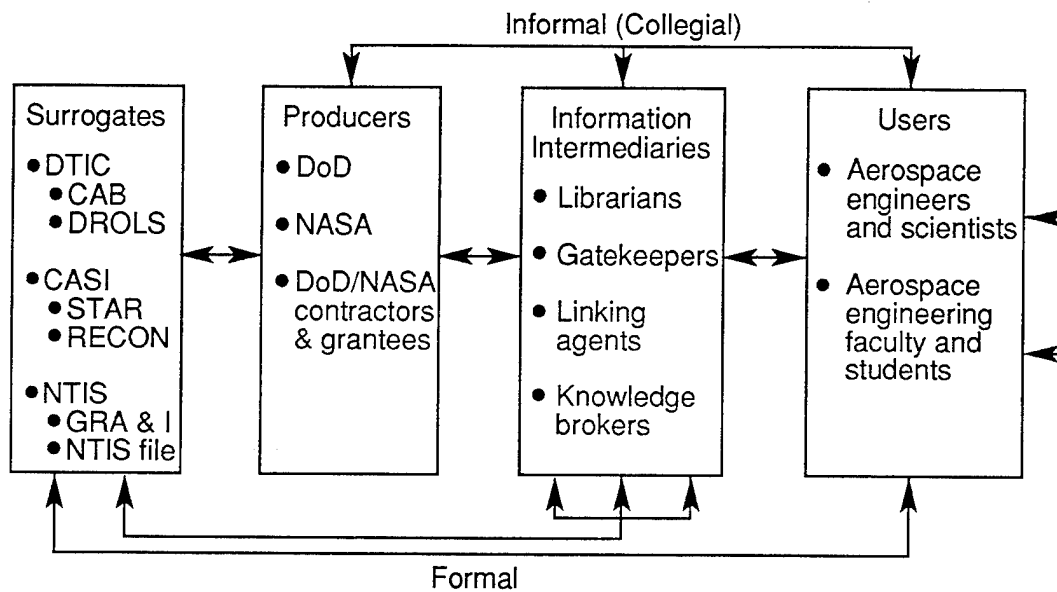 Informal (Collegial)
Surrogates
● DTIC
● CAB
● DROLS
● CASI
● STAR
● RECON
● NTIS
● GRA & I
● NTIS file
Producers
● DoD
● NASA
● DoD/NASA
contractors
& grantees
Information
Intermediaries
● Librarians
● Gatekeepers
● Linking
agents
● Knowledge
brokers
Users
● Aerospace
engineers
and scientists
● Aerospace
engineering
faculty and
students
Formal